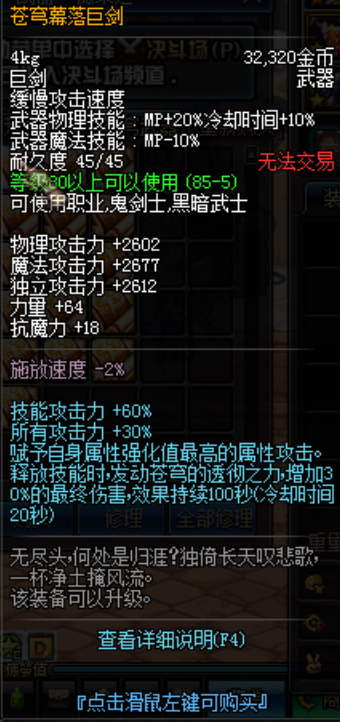 苍穹幕落巨剑
4kg 32,320金币
巨剑 武器
缓慢攻击速度
武器物理技能：MP+20%冷却时间+10%
武器魔法技能：MP-10%
耐久度 45/45 无法交易
等级80以上可以使用 (85-5)
可使用职业,鬼剑士,黑暗武士
物理攻击力 +2602
魔法攻击力 +2677
独立攻击力 +2612
力量 +64
抗魔力 +18
施放速度 -2%
技能攻击力 +60%
所有攻击力 +30%
赋予自身属性强化值最高的属性攻击。
释放技能时,发动苍穹的透彻之力,增加3
0%的最终伤害,效果持续100秒(冷却时间
20秒)
修理 全部修理
无尽头,何处是归涯?独倚长天叹悲歌,
一杯净土掩风流。
该装备可以升级。
查看详细说明(F4)
『点击滑鼠左键可购买』